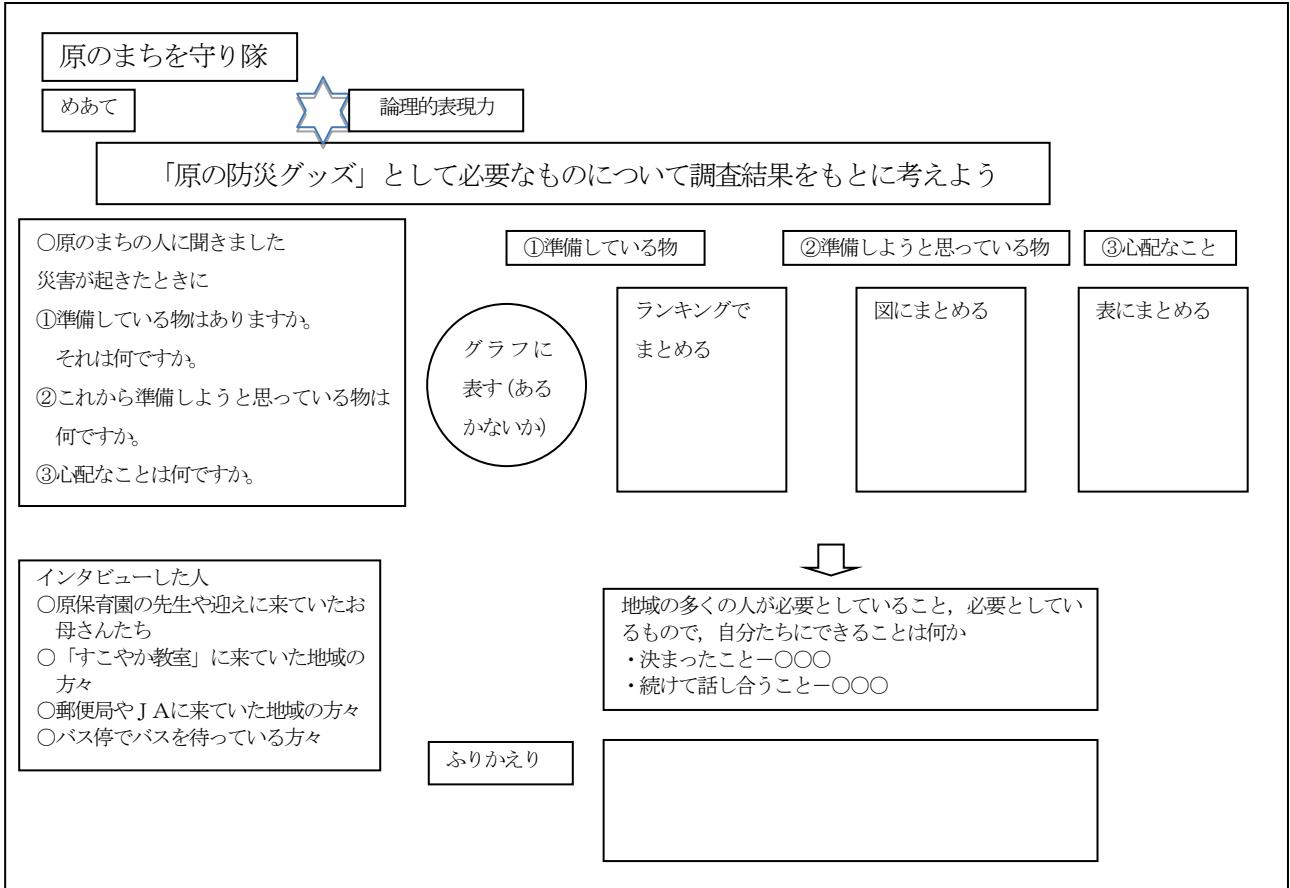 原のまちを守り隊
めあて
論理的表現力
「原の防災グッズ」として必要なものについて調査結果をもとに考えよう
○原のまちの人に聞きました
災害が起きたときに
①準備している物はありますか。
それは何ですか。
②これから準備しようと思っている物は
何ですか。
③心配なことは何ですか。
グラフに
表す(ある
かないか)
①準備している物
ランキングで
まとめる
②準備しようと思っている物
図にまとめる
③心配なこと
表にまとめる
インタビューした人
○原保育園の先生や迎えに来ていたお
母さんたち
○「すこやか教室」に来ていた地域の
方々
○郵便局やJAに来ていた地域の方々
○バス停でバスを待っている方々
地域の多くの人が必要としていること，必要としてい
るもので，自分たちにできることは何か
・決まったこと－○○○
・続けて話し合うこと－○○○
ふりかえり